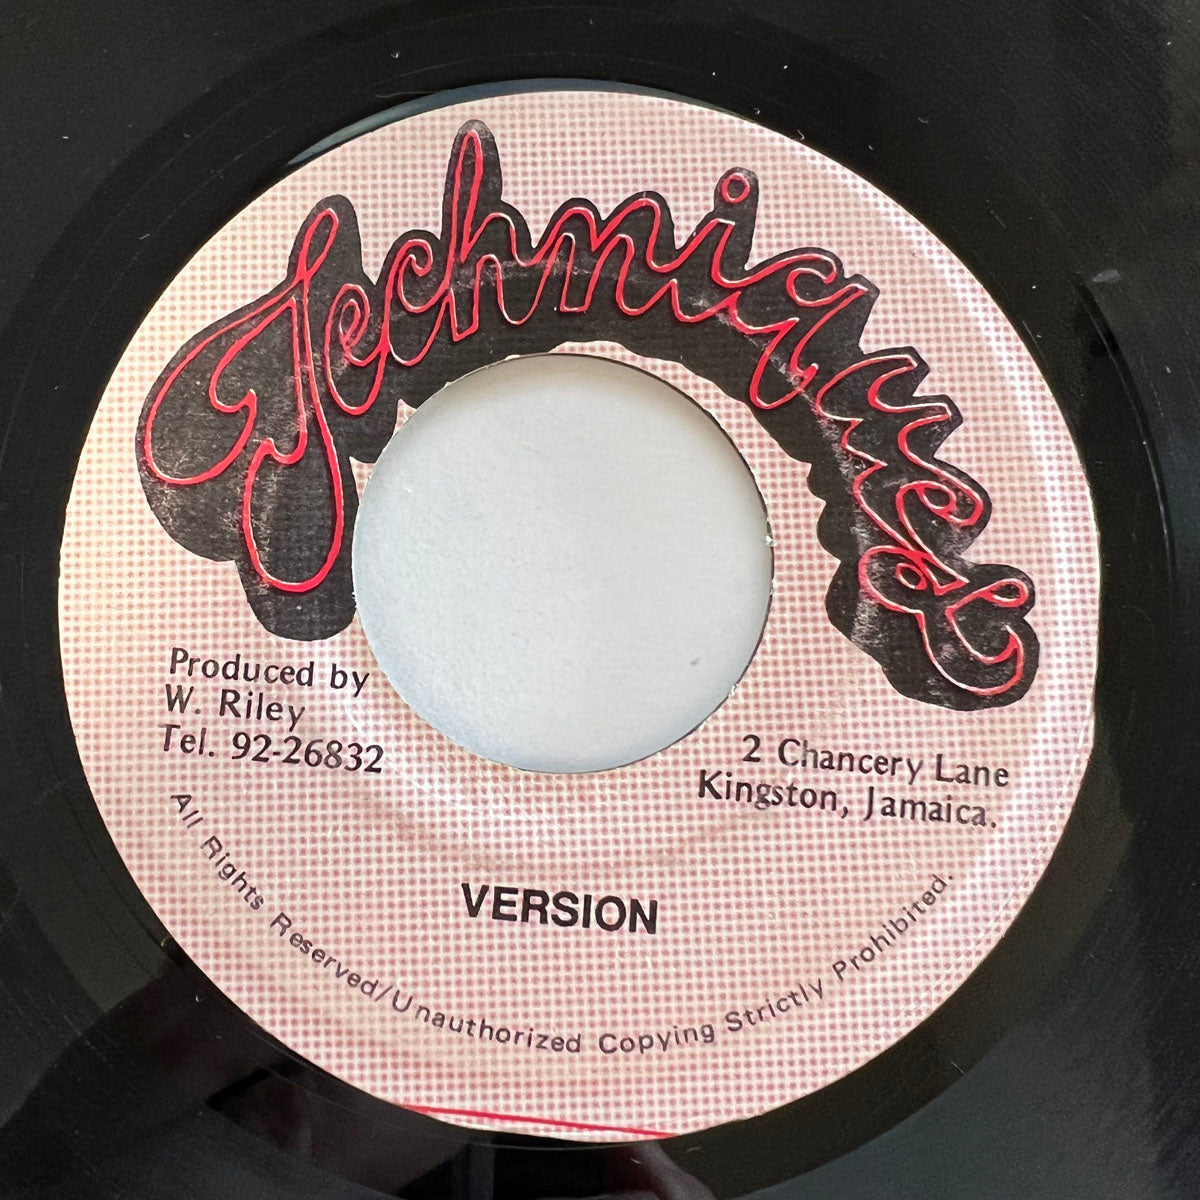 Techniques
Produced by
W. Riley
Tel. 92-26832
2 Chancery Lane
Kingston, Jamaica.
VERSION
All Rights Reserved/Unauthorized Copying Strictly Prohibited.